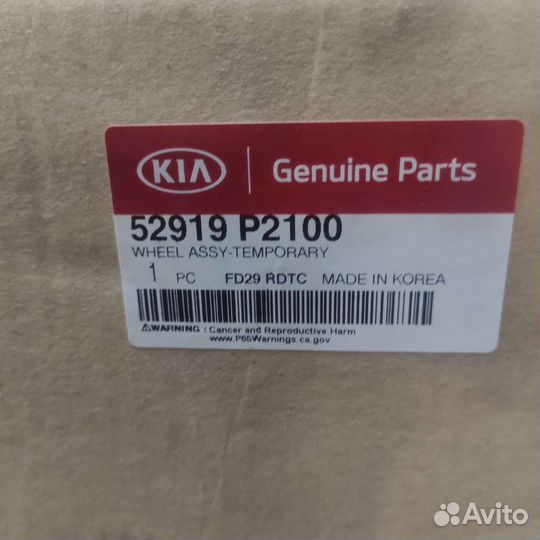 KIA Genuine Parts
52919 P2100
WHEEL ASSY-TEMPORARY
1 PC FD29 RDTC MADE IN KOREA
⚠WARNING : Cancer and Reproductive Harm
www.P65Warnings.ca.gov
Avito